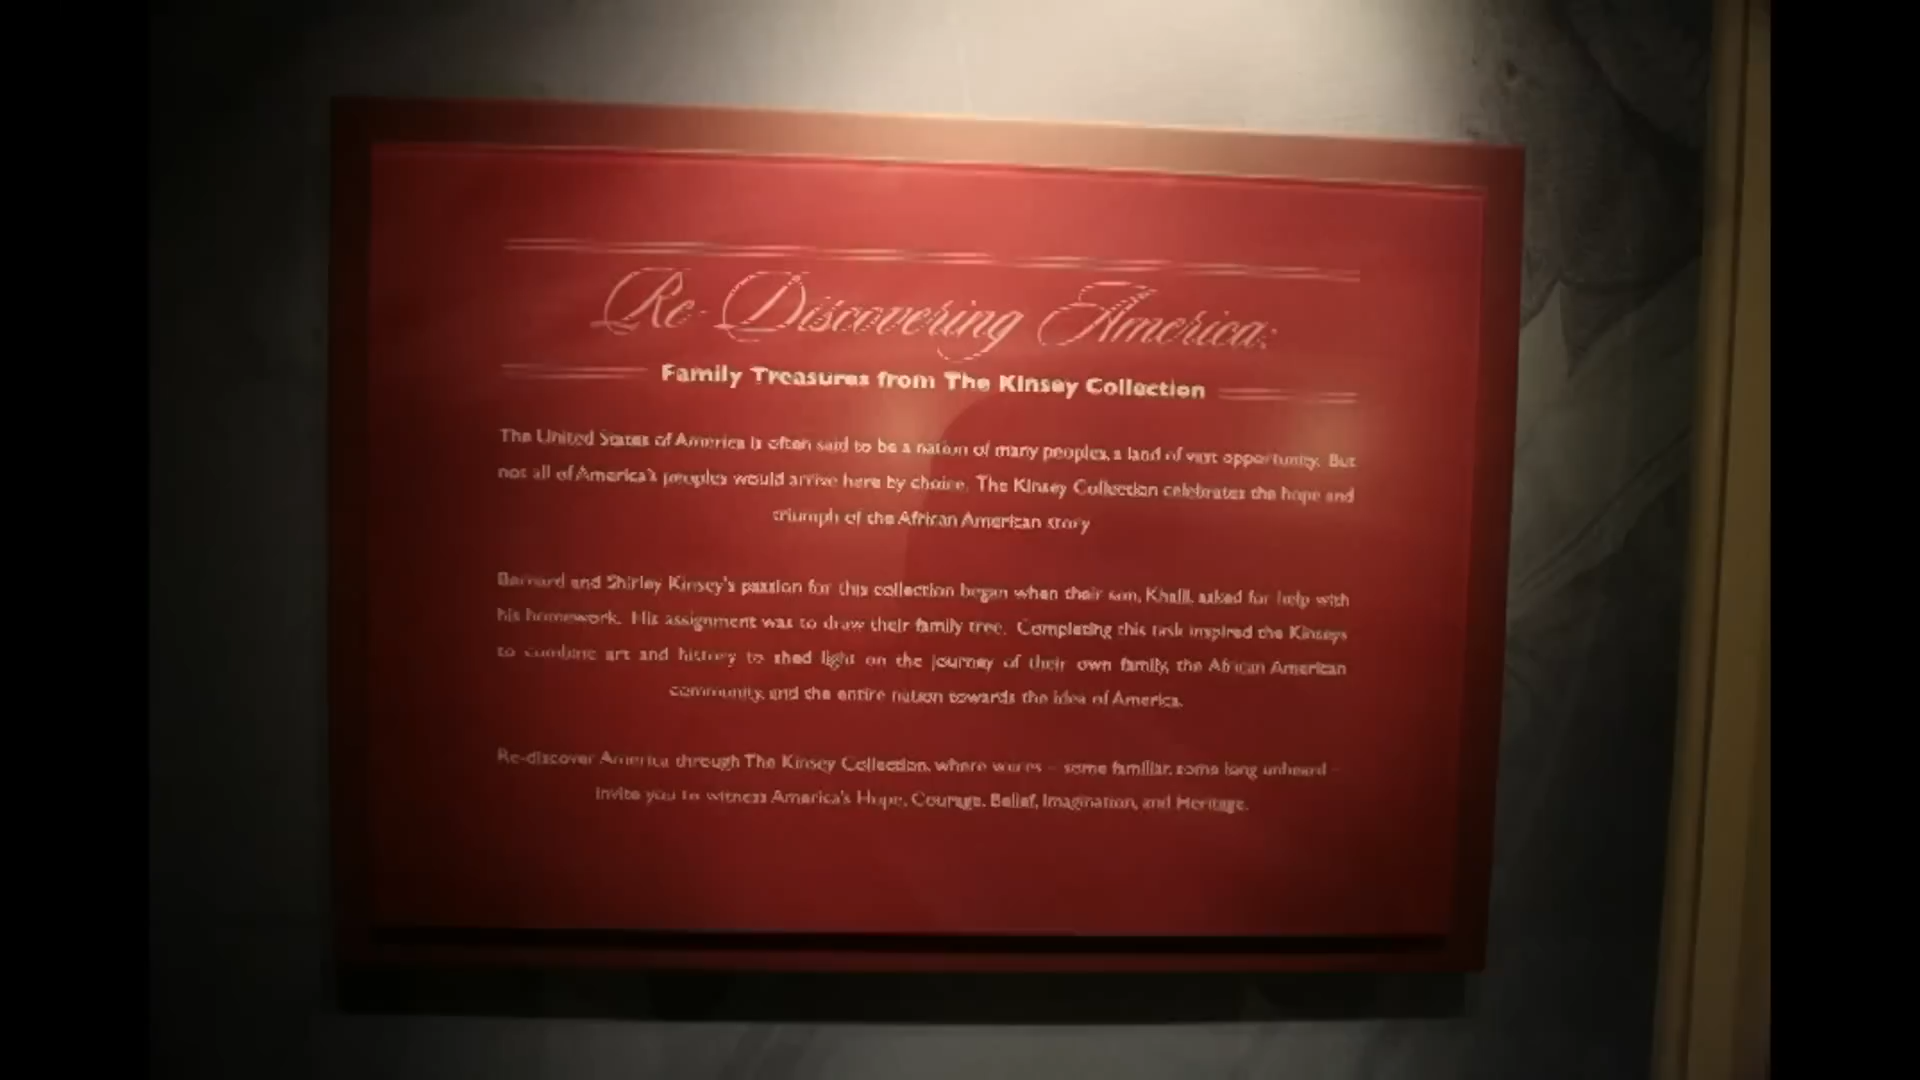 Re-Discovering America:
Family Treasures from The Kinsey Collection
The United States of America is often said to be a nation of many peoples, a land of vast opportunity. But
not all of America's peoples would arrive here by choice. The Kinsey Collection celebrates the hope and
triumph of the African American story
Bernard and Shirley Kinsey's passion for this collection began when their son, Khalil, asked for help with
his homework. His assignment was to draw their family tree. Completing this task inspired the Kinseys
to combine art and history to shed light on the journey of their own family, the African American
community, and the entire nation towards the idea of America.
Re-discover America through The Kinsey Collection, where voices – some familiar, some long unheard –
invite you to witness America's Hope, Courage, Belief, Imagination, and Heritage.